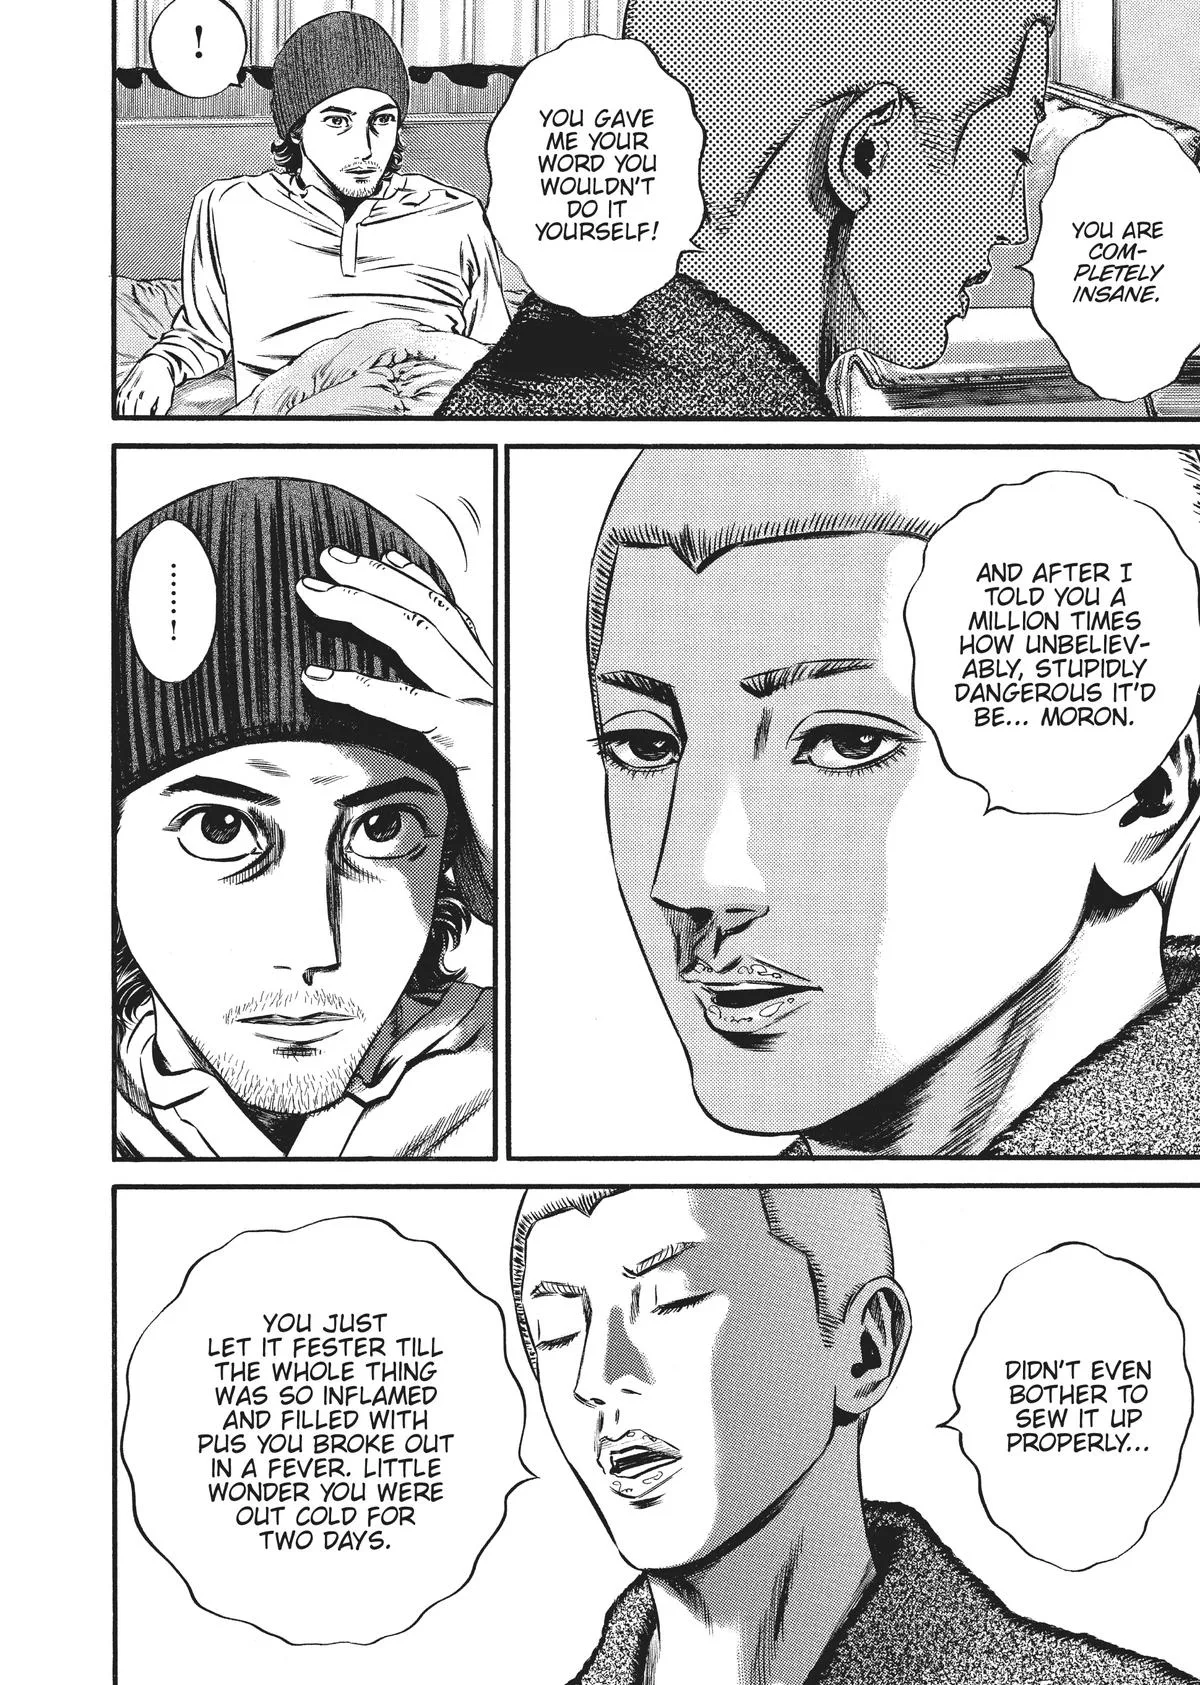 YOU ARE
COM-
PLETELY
INSANE.
YOU GAVE
ME YOUR
WORD YOU
WOULDN'T
DO IT
YOURSELF!
!
AND AFTER I
TOLD YOU A
MILLION TIMES
HOW UNBELIEV-
ABLY, STUPIDLY
DANGEROUS IT'D
BE... MORON.
........!
DIDN'T EVEN
BOTHER TO
SEW IT UP
PROPERLY...
YOU JUST
LET IT FESTER TILL
THE WHOLE THING
WAS SO INFLAMED
AND FILLED WITH
PUS YOU BROKE OUT
IN A FEVER. LITTLE
WONDER YOU WERE
OUT COLD FOR
TWO DAYS.